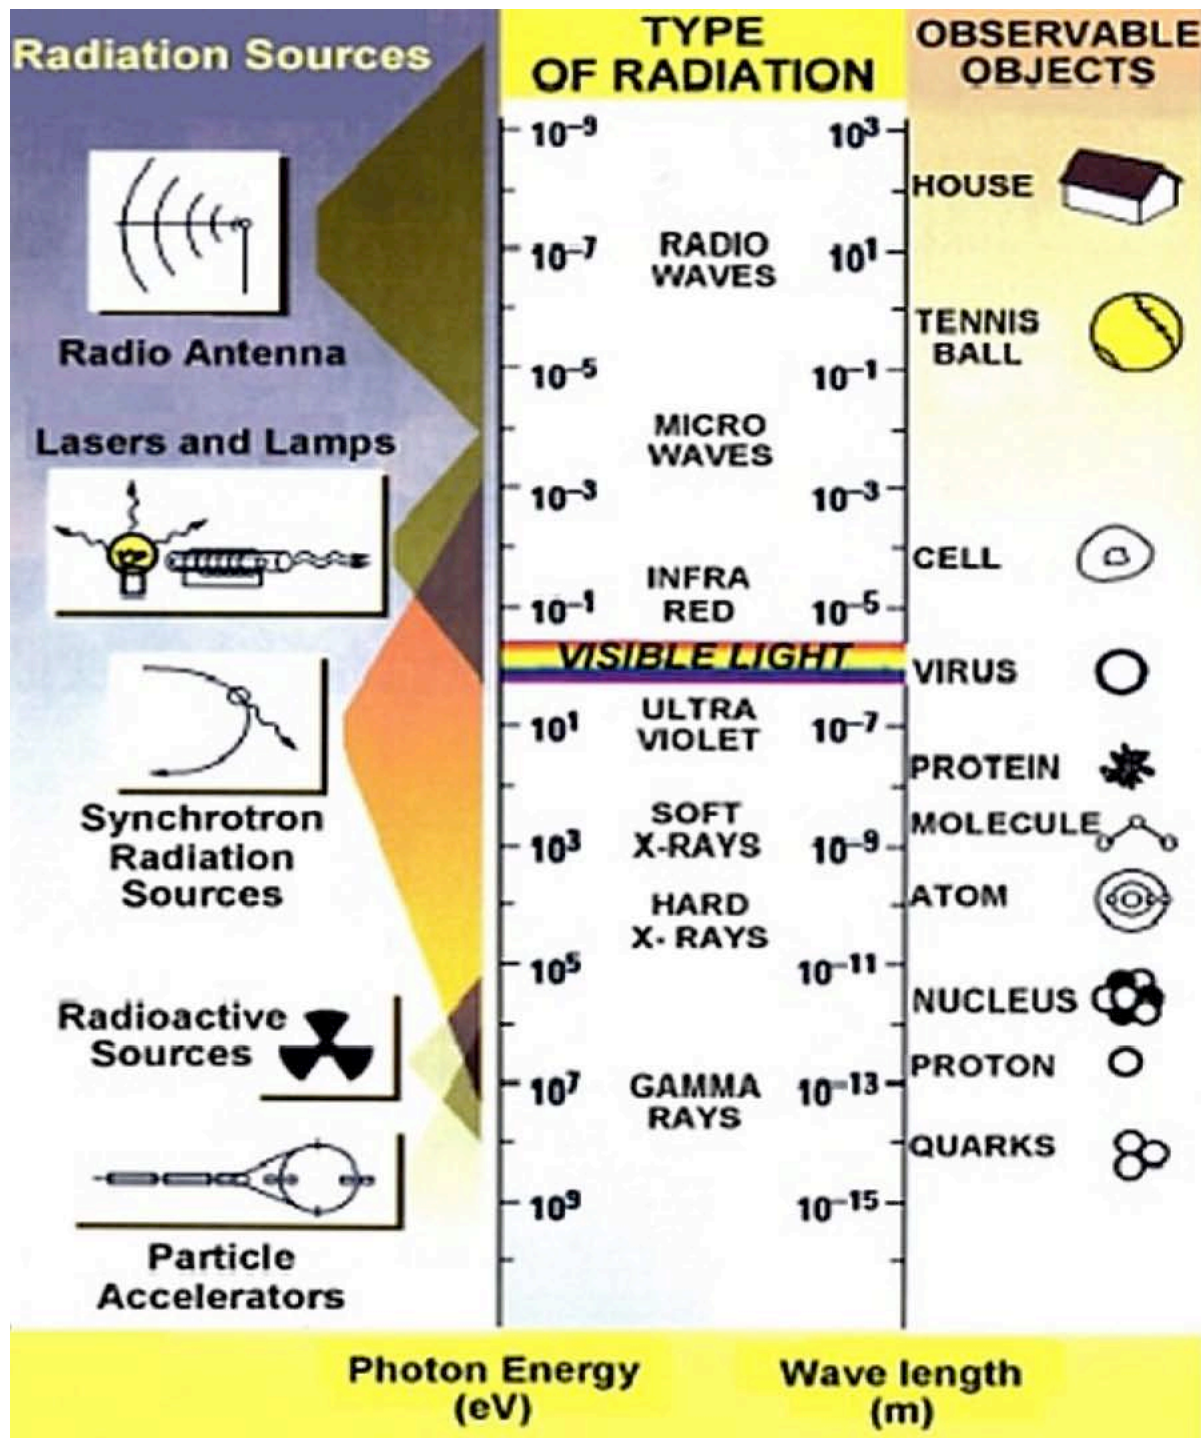 Radiation Sources
TYPE
OF RADIATION
OBSERVABLE
OBJECTS
Radio Antenna
Lasers and Lamps
Synchrotron
Radiation
Sources
Radioactive
Sources
Particle
Accelerators
10⁻⁹
10⁻⁷
10⁻⁵
10⁻³
10⁻¹
10¹
10³
10⁵
10⁷
10⁹
RADIO
WAVES
MICRO
WAVES
INFRA
RED
VISIBLE LIGHT
ULTRA
VIOLET
SOFT
X-RAYS
HARD
X- RAYS
GAMMA
RAYS
10³
10¹
10⁻¹
10⁻³
10⁻⁵
10⁻⁷
10⁻⁹
10⁻¹¹
10⁻¹³
10⁻¹⁵
HOUSE
TENNIS
BALL
CELL
VIRUS
PROTEIN
MOLECULE
ATOM
NUCLEUS
PROTON
QUARKS
Photon Energy
(eV)
Wave length
(m)